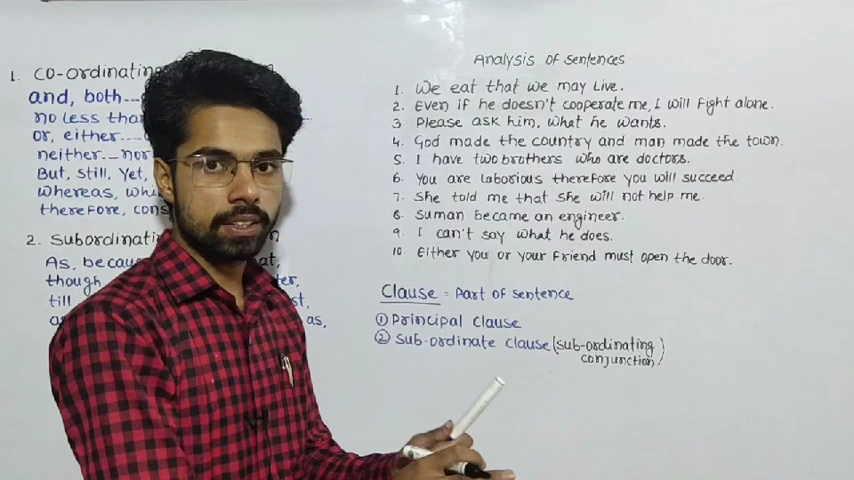 1. CO-ORdinating
and, both...
no less than
or, either...
neither...nor
But, still, Yet,
whereas, whi
therefore, cons
2. Subordinati
As, becau at,
though
till st,
as,
Analysis of sentences
1. We eat that we may Live.
2. Even if he doesn't cooperate me, I will Fight alone.
3. Please ask him, what he wants.
4. God made the country and man made the town.
5. I have two brothers who are doctors.
6. You are laborious therefore you will succeed.
7. She told me that she will not help me.
8. Suman became an engineer.
9. I can't say what he does.
10. Either you or your Friend must open the door.
Clause = Part of sentence
① Principal Clause
② Sub-ordinate Clause (sub-ordinating
conjunction)